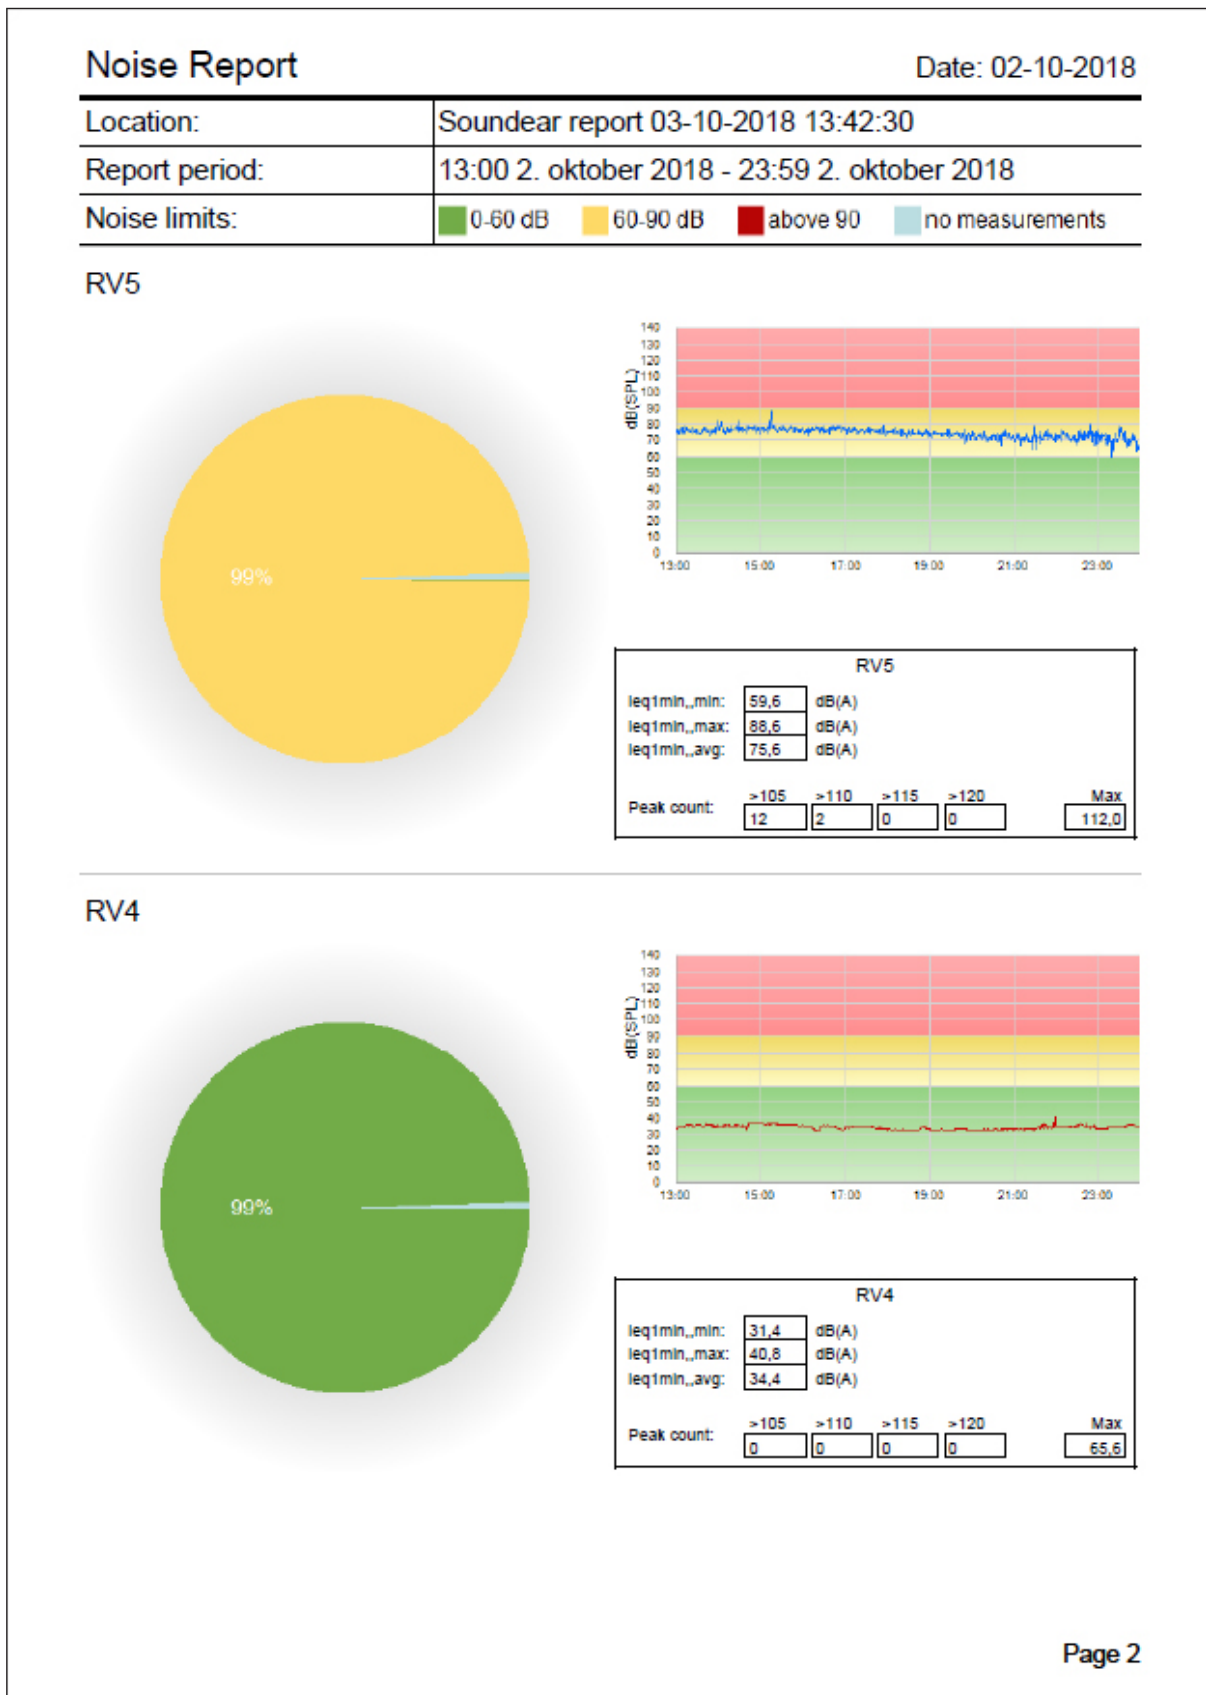 Noise Report
Date: 02-10-2018
Location: Soundear report 03-10-2018 13:42:30
Report period: 13:00 2. oktober 2018 - 23:59 2. oktober 2018
Noise limits: 0-60 dB 60-90 dB above 90 no measurements
RV5
99%
dB(SPL)
140
130
120
110
100
90
80
70
60
50
40
30
20
10
0
13:00 15:00 17:00 19:00 21:00 23:00
RV5
leq1min,,min: 59,6 dB(A)
leq1min,,max: 88,6 dB(A)
leq1min,,avg: 75,6 dB(A)
>105 >110 >115 >120 Max
Peak count: 12 2 0 0 112,0
RV4
99%
dB(SPL)
140
130
120
110
100
90
80
70
60
50
40
30
20
10
0
13:00 15:00 17:00 19:00 21:00 23:00
RV4
leq1min,,min: 31,4 dB(A)
leq1min,,max: 40,8 dB(A)
leq1min,,avg: 34,4 dB(A)
>105 >110 >115 >120 Max
Peak count: 0 0 0 0 65,6
Page 2